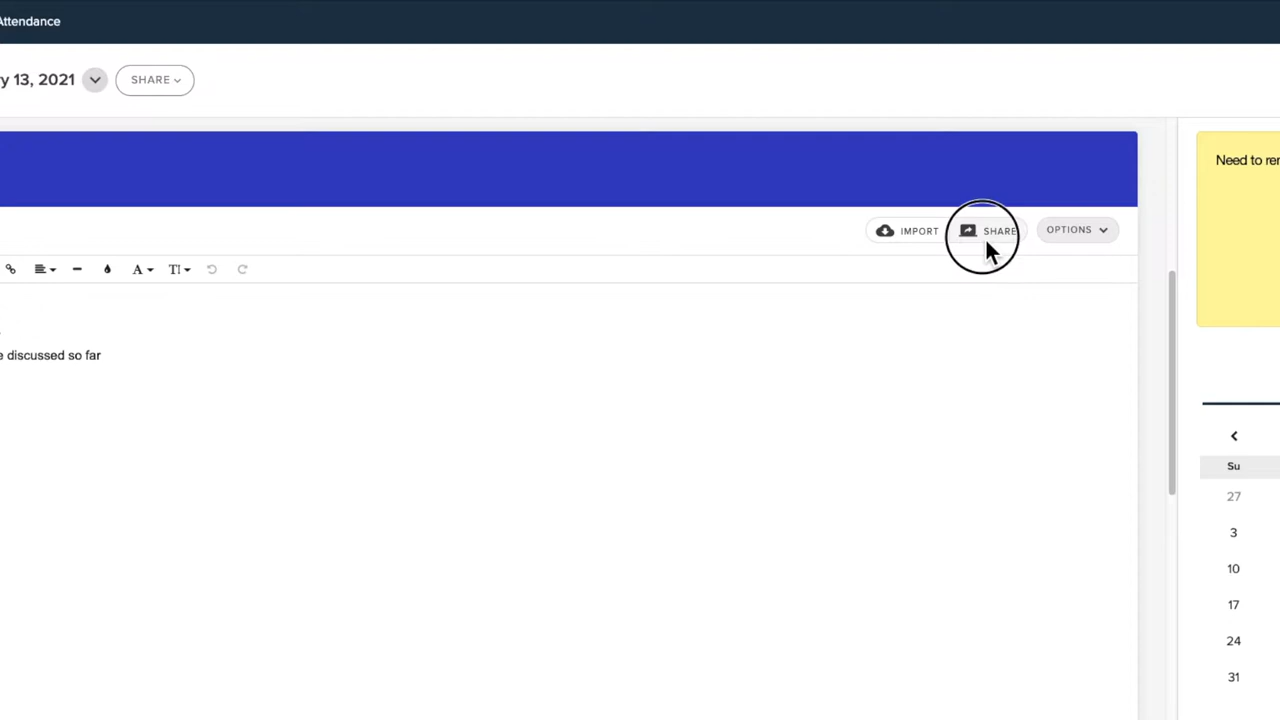 Attendance
y 13, 2021
SHARE
Need to rer
IMPORT
SHARE
OPTIONS
A
T!
e discussed so far
Su
27
3
10
17
24
31